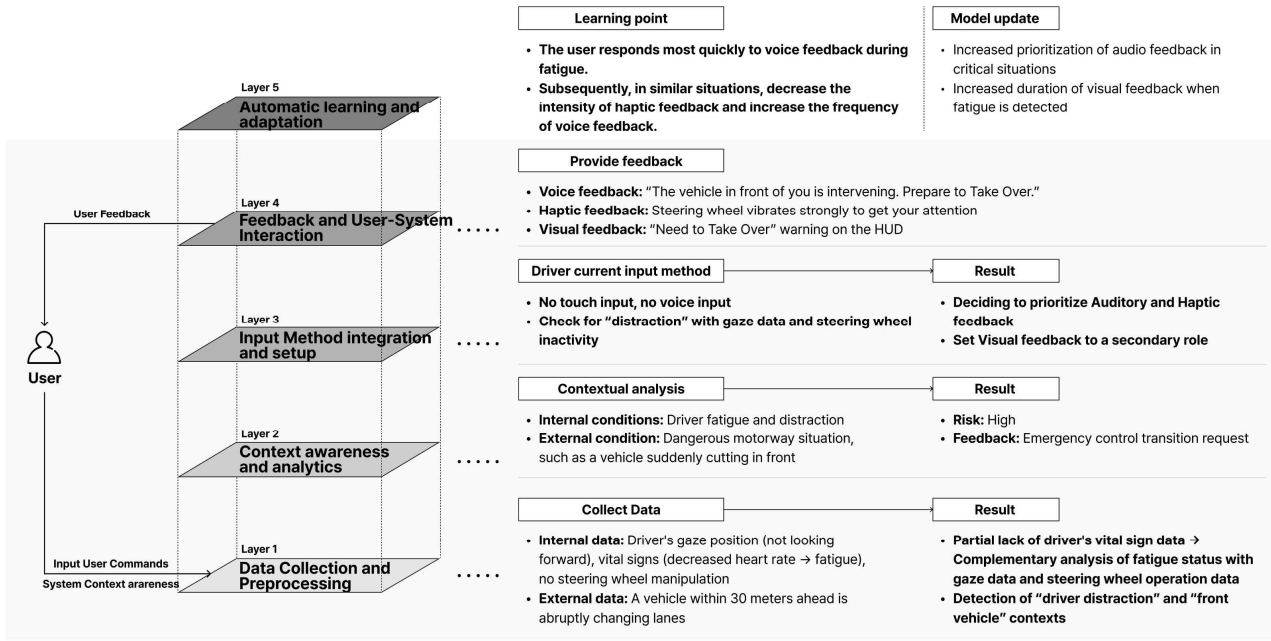 Learning point
Model update
• The user responds most quickly to voice feedback during
fatigue.
• Subsequently, in similar situations, decrease the
intensity of haptic feedback and increase the frequency
of voice feedback.
• Increased prioritization of audio feedback in
critical situations
• Increased duration of visual feedback when
fatigue is detected
Layer 5
Automatic learning and
adaptation
Provide feedback
• Voice feedback: “The vehicle in front of you is intervening. Prepare to Take Over.”
• Haptic feedback: Steering wheel vibrates strongly to get your attention
• Visual feedback: “Need to Take Over” warning on the HUD
Layer 4
Feedback and User-System
Interaction
User Feedback
Driver current input method
Result
• No touch input, no voice input
• Check for “distraction” with gaze data and steering wheel
inactivity
• Deciding to prioritize Auditory and Haptic
feedback
• Set Visual feedback to a secondary role
Layer 3
Input Method integration
and setup
User
Contextual analysis
Result
• Internal conditions: Driver fatigue and distraction
• External condition: Dangerous motorway situation,
such as a vehicle suddenly cutting in front
• Risk: High
• Feedback: Emergency control transition request
Layer 2
Context awareness
and analytics
Collect Data
Result
• Internal data: Driver's gaze position (not looking
forward), vital signs (decreased heart rate → fatigue),
no steering wheel manipulation
• External data: A vehicle within 30 meters ahead is
abruptly changing lanes
• Partial lack of driver's vital sign data →
Complementary analysis of fatigue status with
gaze data and steering wheel operation data
• Detection of “driver distraction” and “front
vehicle” contexts
Layer 1
Data Collection and
Preprocessing
Input User Commands
System Context arareness